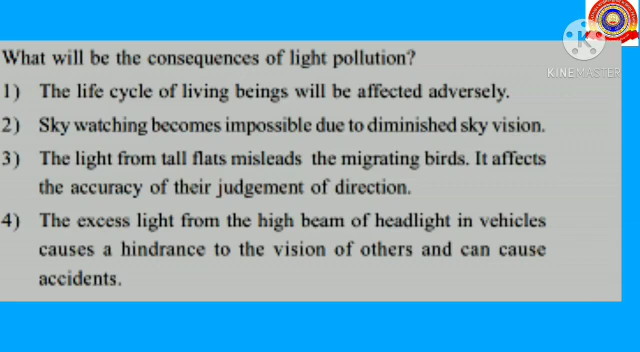 KINEMASTER
What will be the consequences of light pollution?
1) The life cycle of living beings will be affected adversely.
2) Sky watching becomes impossible due to diminished sky vision.
3) The light from tall flats misleads the migrating birds. It affects
the accuracy of their judgement of direction.
4) The excess light from the high beam of headlight in vehicles
causes a hindrance to the vision of others and can cause
accidents.